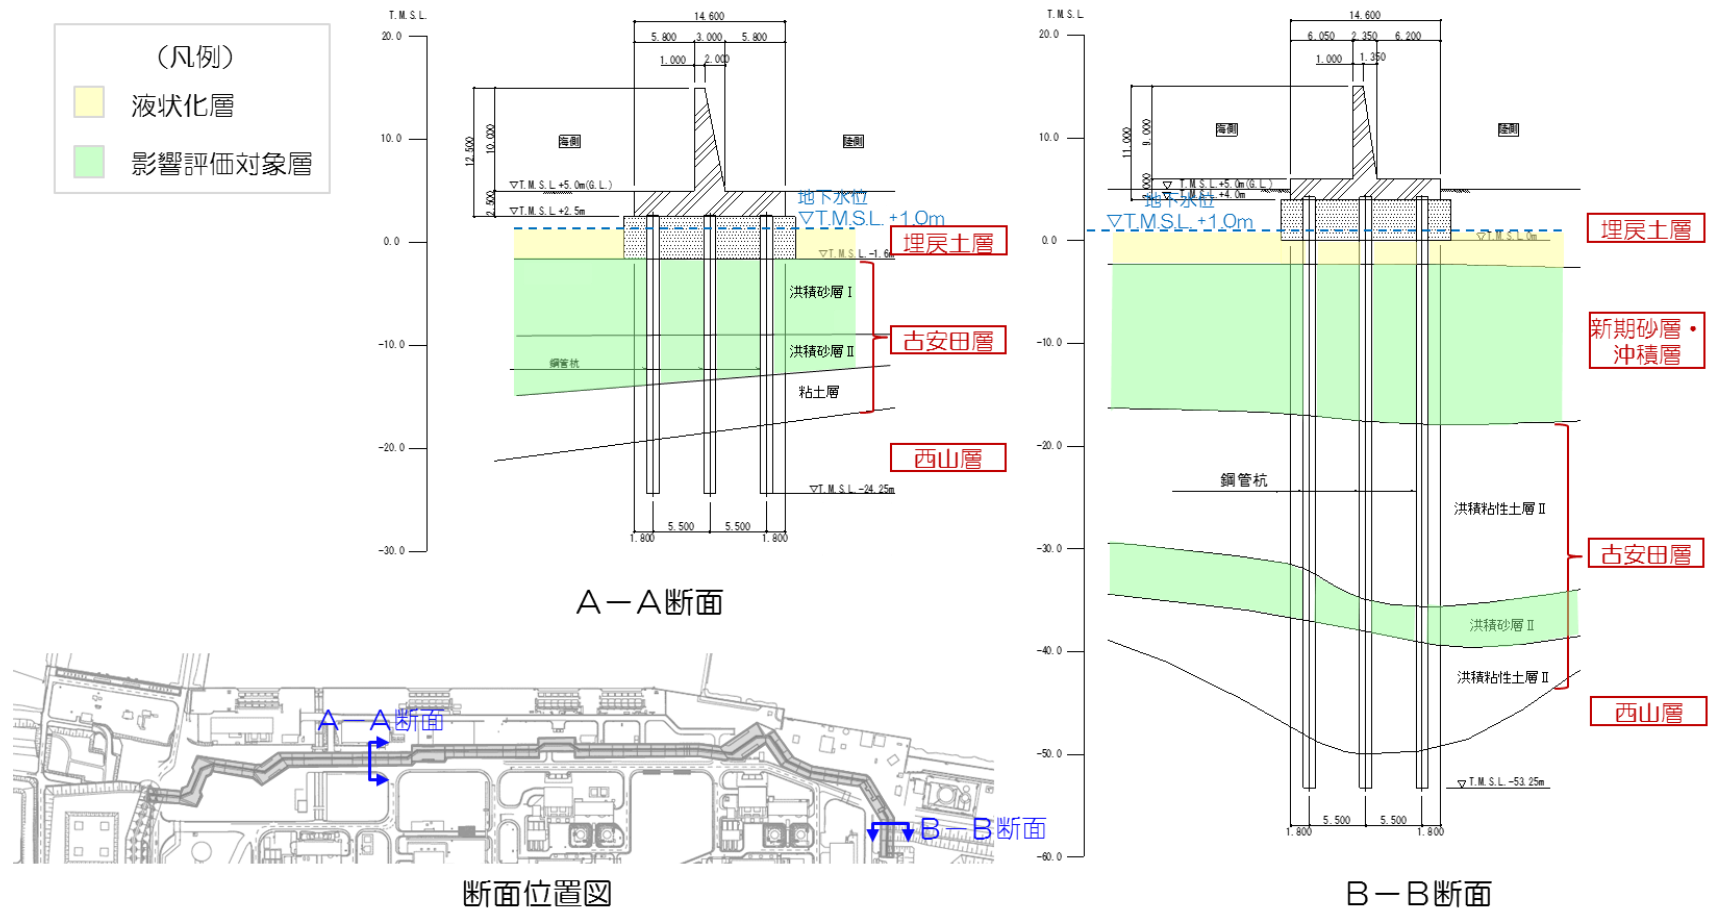 （凡例）
液状化層
影響評価対象層
T.M.S.L.
20.0
10.0
0.0
-10.0
-20.0
-30.0
14.600
5.800
3.000
5.800
1.000
2.000
12.500
10.000
2.500
海側
陸側
▽T.M.S.L.+5.0m(G.L.)
▽T.M.S.L.+2.5m
地下水位
▽T.M.S.L.+1.0m
埋戻土層
▽T.M.S.L.-1.6m
洪積砂層Ⅰ
古安田層
洪積砂層Ⅱ
鋼管杭
粘土層
西山層
▽T.M.S.L.-24.25m
5.500
5.500
1.800
1.800
A－A断面
T.M.S.L
20.0
10.0
0.0
-10.0
-20.0
-30.0
-40.0
-50.0
-60.0
14.600
6.050
2.350
6.200
1.000
1.350
11.000
9.000
海側
陸側
▽T.M.S.L.+5.0m(G.L.)
▽T.M.S.L.+4.0m
地下水位
▽T.M.S.L.+1.0m
埋戻土層
▽T.M.S.L.0m
新期砂層・
沖積層
鋼管杭
洪積粘性土層Ⅱ
古安田層
洪積砂層Ⅱ
洪積粘性土層Ⅱ
西山層
▽T.M.S.L.-53.25m
5.500
5.500
1.800
1.800
B－B断面
A－A断面
B－B断面
断面位置図